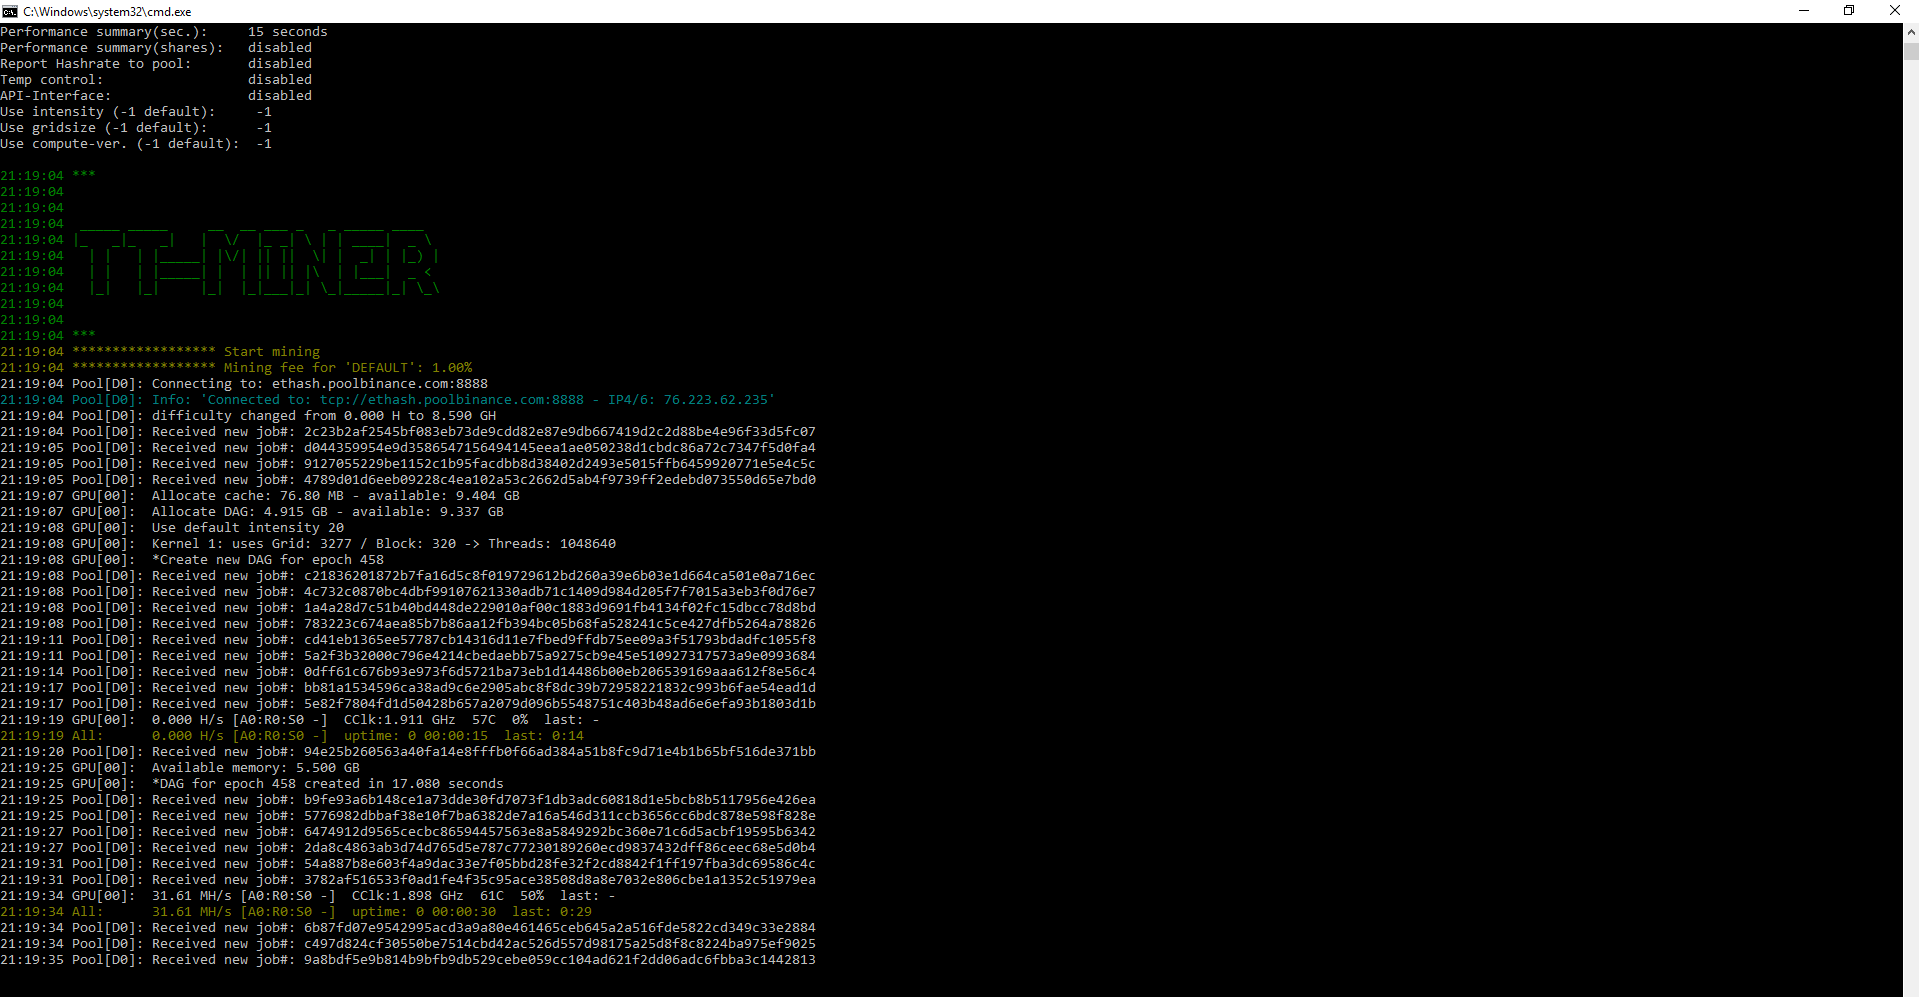 C:\Windows\system32\cmd.exe
Performance summary(sec.):     15 seconds
Performance summary(shares):   disabled
Report Hashrate to pool:       disabled
Temp control:                  disabled
API-Interface:                 disabled
Use intensity (-1 default):     -1
Use gridsize (-1 default):      -1
Use compute-ver. (-1 default):  -1
21:19:04 ***
21:19:04
21:19:04
21:19:04  _____ _____     __  __ ___ _   _ _____ ____
21:19:04 |_   _|_   _|   |  \/  |_ _| \ | | ____|  _ \
21:19:04   | |   | |_____| |\/| || ||  \| |  _| | |_) |
21:19:04   | |   | |_____| |  | || || |\  | |___|  _ <
21:19:04   |_|   |_|     |_|  |_|___|_| \_|_____|_| \_\
21:19:04
21:19:04
21:19:04 ***
21:19:04 ****************** Start mining
21:19:04 ****************** Mining fee for 'DEFAULT': 1.00%
21:19:04 Pool[D0]: Connecting to: ethash.poolbinance.com:8888
21:19:04 Pool[D0]: Info: 'Connected to: tcp://ethash.poolbinance.com:8888 - IP4/6: 76.223.62.235'
21:19:04 Pool[D0]: difficulty changed from 0.000 H to 8.590 GH
21:19:04 Pool[D0]: Received new job#: 2c23b2af2545bf083eb73de9cdd82e87e9db667419d2c2d88be4e96f33d5fc07
21:19:05 Pool[D0]: Received new job#: d044359954e9d3586547156494145eea1ae050238d1cbdc86a72c7347f5d0fa4
21:19:05 Pool[D0]: Received new job#: 9127055229be1152c1b95facdbb8d38402d2493e5015ffb6459920771e5e4c5c
21:19:05 Pool[D0]: Received new job#: 4789d01d6eeb09228c4ea102a53c2662d5ab4f9739ff2edebd073550d65e7bd0
21:19:07 GPU[00]:  Allocate cache: 76.80 MB - available: 9.404 GB
21:19:07 GPU[00]:  Allocate DAG: 4.915 GB - available: 9.337 GB
21:19:08 GPU[00]:  Use default intensity 20
21:19:08 GPU[00]:  Kernel 1: uses Grid: 3277 / Block: 320 -> Threads: 1048640
21:19:08 GPU[00]:  *Create new DAG for epoch 458
21:19:08 Pool[D0]: Received new job#: c21836201872b7fa16d5c8f019729612bd260a39e6b03e1d664ca501e0a716ec
21:19:08 Pool[D0]: Received new job#: 4c732c0870bc4dbf99107621330adb71c1409d984d205f7f7015a3eb3f0d76e7
21:19:08 Pool[D0]: Received new job#: 1a4a28d7c51b40bd448de229010af00c1883d9691fb4134f02fc15dbcc78d8bd
21:19:08 Pool[D0]: Received new job#: 783223c674aea85b7b86aa12fb394bc05b68fa528241c5ce427dfb5264a78826
21:19:11 Pool[D0]: Received new job#: cd41eb1365ee57787cb14316d11e7fbed9ffdb75ee09a3f51793bdadfc1055f8
21:19:11 Pool[D0]: Received new job#: 5a2f3b32000c796e4214cbedaebb75a9275cb9e45e510927317573a9e0993684
21:19:14 Pool[D0]: Received new job#: 0dff61c676b93e973f6d5721ba73eb1d14486b00eb206539169aaa612f8e56c4
21:19:17 Pool[D0]: Received new job#: bb81a1534596ca38ad9c6e2905abc8f8dc39b72958221832c993b6fae54ead1d
21:19:17 Pool[D0]: Received new job#: 5e82f7804fd1d50428b657a2079d096b5548751c403b48ad6e6efa93b1803d1b
21:19:19 GPU[00]:  0.000 H/s [A0:R0:S0 -]  CClk:1.911 GHz  57C  0%  last: -
21:19:19 All:      0.000 H/s [A0:R0:S0 -]  uptime: 0 00:00:15  last: 0:14
21:19:20 Pool[D0]: Received new job#: 94e25b260563a40fa14e8fffb0f66ad384a51b8fc9d71e4b1b65bf516de371bb
21:19:25 GPU[00]:  Available memory: 5.500 GB
21:19:25 GPU[00]:  *DAG for epoch 458 created in 17.080 seconds
21:19:25 Pool[D0]: Received new job#: b9fe93a6b148ce1a73dde30fd7073f1db3adc60818d1e5bcb8b5117956e426ea
21:19:25 Pool[D0]: Received new job#: 5776982dbbaf38e10f7ba6382de7a16a546d311ccb3656cc6bdc878e598f828e
21:19:27 Pool[D0]: Received new job#: 6474912d9565cecbc86594457563e8a5849292bc360e71c6d5acbf19595b6342
21:19:27 Pool[D0]: Received new job#: 2da8c4863ab3d74d765d5e787c77230189260ecd9837432dff86ceec68e5d0b4
21:19:31 Pool[D0]: Received new job#: 54a887b8e603f4a9dac33e7f05bbd28fe32f2cd8842f1ff197fba3dc69586c4c
21:19:31 Pool[D0]: Received new job#: 3782af516533f0ad1fe4f35c95ace38508d8a8e7032e806cbe1a1352c51979ea
21:19:34 GPU[00]:  31.61 MH/s [A0:R0:S0 -]  CClk:1.898 GHz  61C  50%  last: -
21:19:34 All:      31.61 MH/s [A0:R0:S0 -]  uptime: 0 00:00:30  last: 0:29
21:19:34 Pool[D0]: Received new job#: 6b87fd07e9542995acd3a9a80e461465ceb645a2a516fde5822cd349c33e2884
21:19:34 Pool[D0]: Received new job#: c497d824cf30550be7514cbd42ac526d557d98175a25d8f8c8224ba975ef9025
21:19:35 Pool[D0]: Received new job#: 9a8bdf5e9b814b9bfb9db529cebe059cc104ad621f2dd06adc6fbba3c1442813